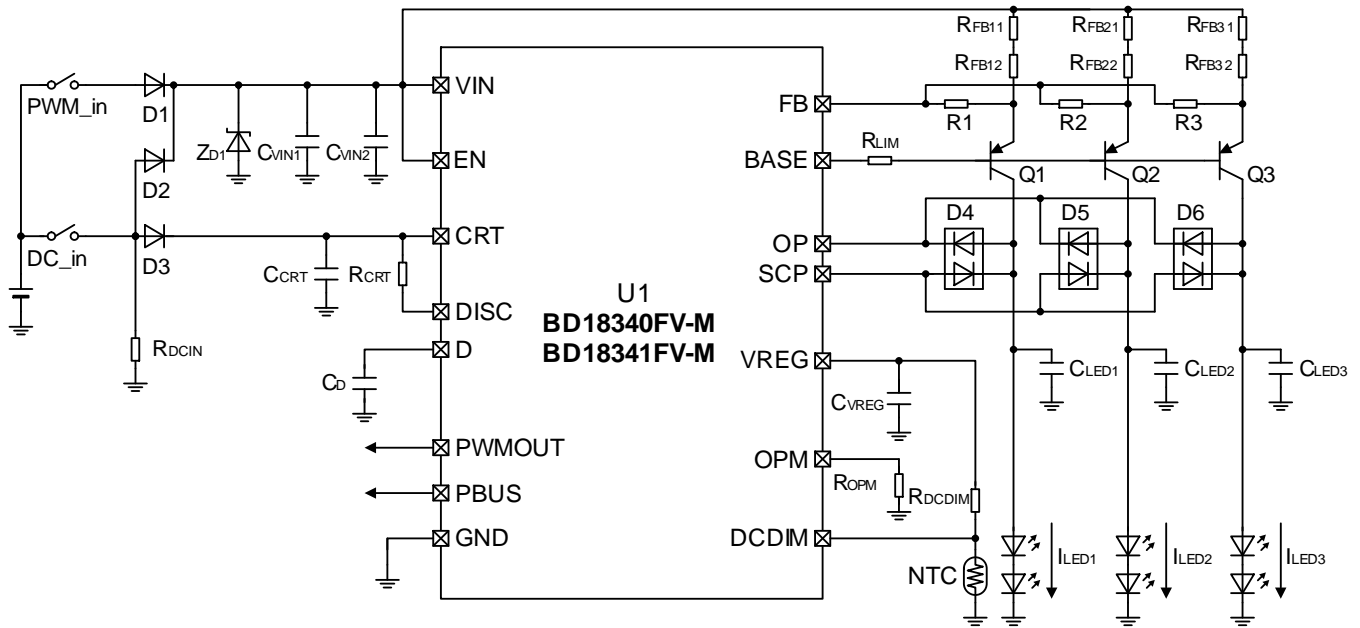 RFB11
RFB21
RFB31
RFB12
RFB22
RFB32
VIN
FB
R1
R2
R3
PWM_in
D1
ZD1
CVIN1
CVIN2
RLIM
EN
BASE
D2
Q1
Q2
Q3
D4
D5
D6
CRT
OP
DC_in
D3
SCP
CCRT
RCRT
U1
DISC
BD18340FV-M
BD18341FV-M
RDCIN
D
VREG
CLED1
CLED2
CLED3
CD
CVREG
PWMOUT
OPM
ROPM
RDCDIM
PBUS
GND
DCDIM
NTC
ILED1
ILED2
ILED3